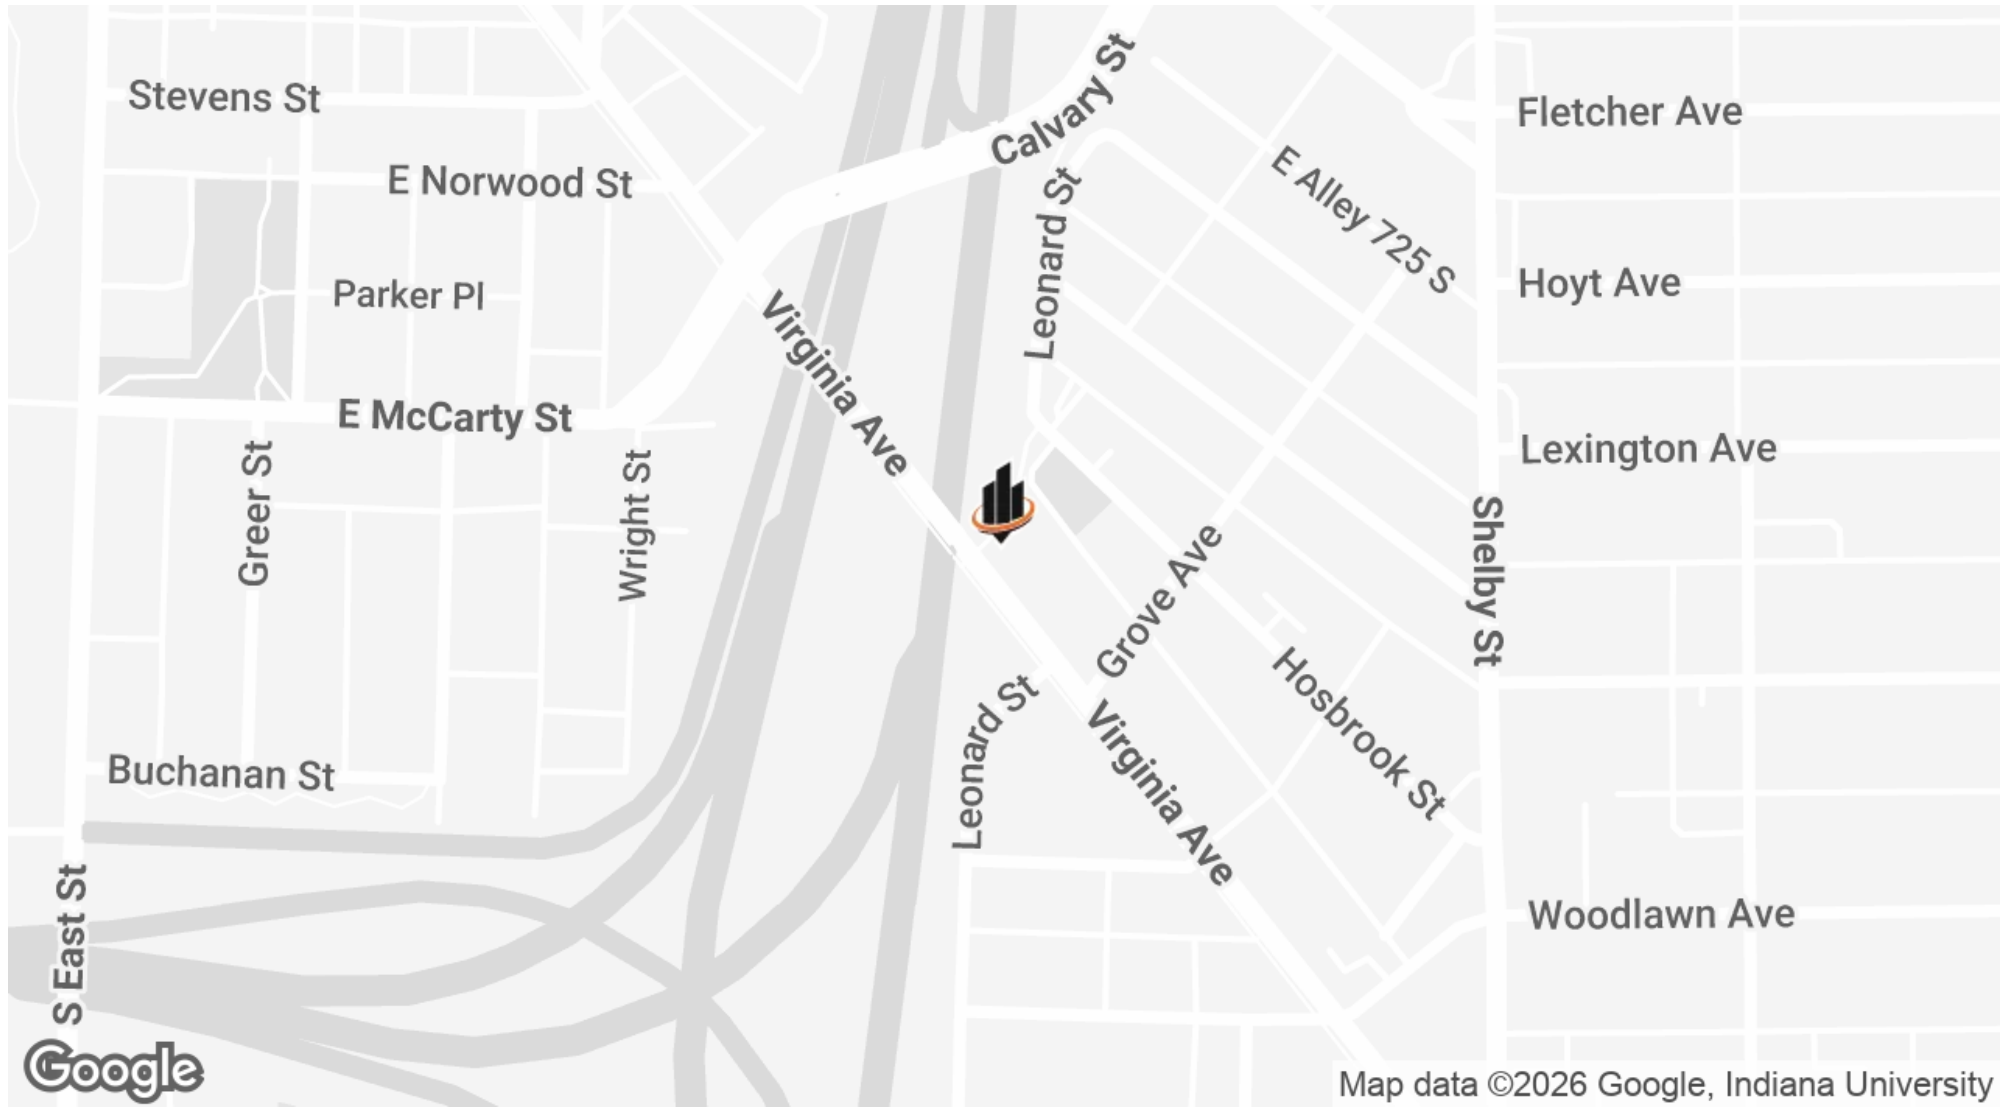 Stevens St
Calvary St
Fletcher Ave
E Norwood St
Leonard St
E Alley 725 S
Parker Pl
Hoyt Ave
Virginia Ave
E McCarty St
Lexington Ave
Greer St
Wright St
Shelby St
Grove Ave
Leonard St
Hosbrook St
Virginia Ave
Buchanan St
S East St
Woodlawn Ave
Google
Map data ©2026 Google, Indiana University